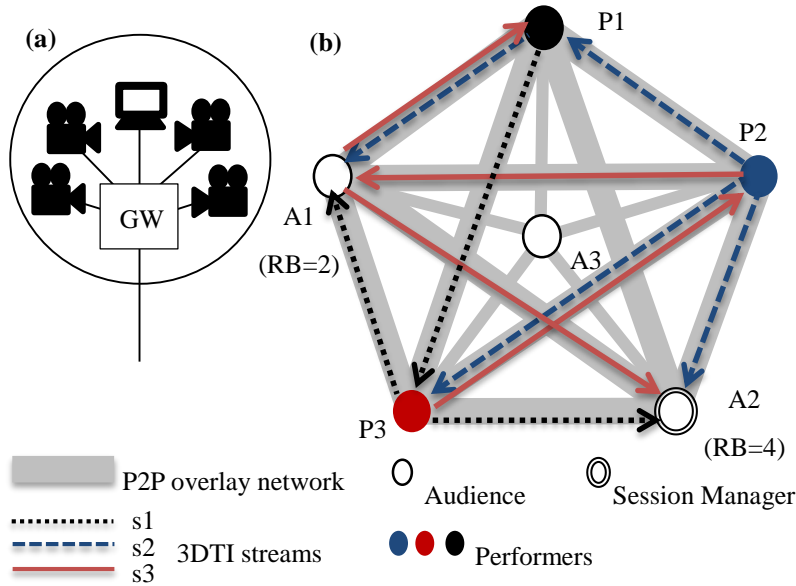 (a)
GW
(b)
P1
P2
A1
(RB=2)
A3
P3
A2
(RB=4)
P2P overlay network
s1
s2
s3
3DTI streams
Audience
Session Manager
Performers